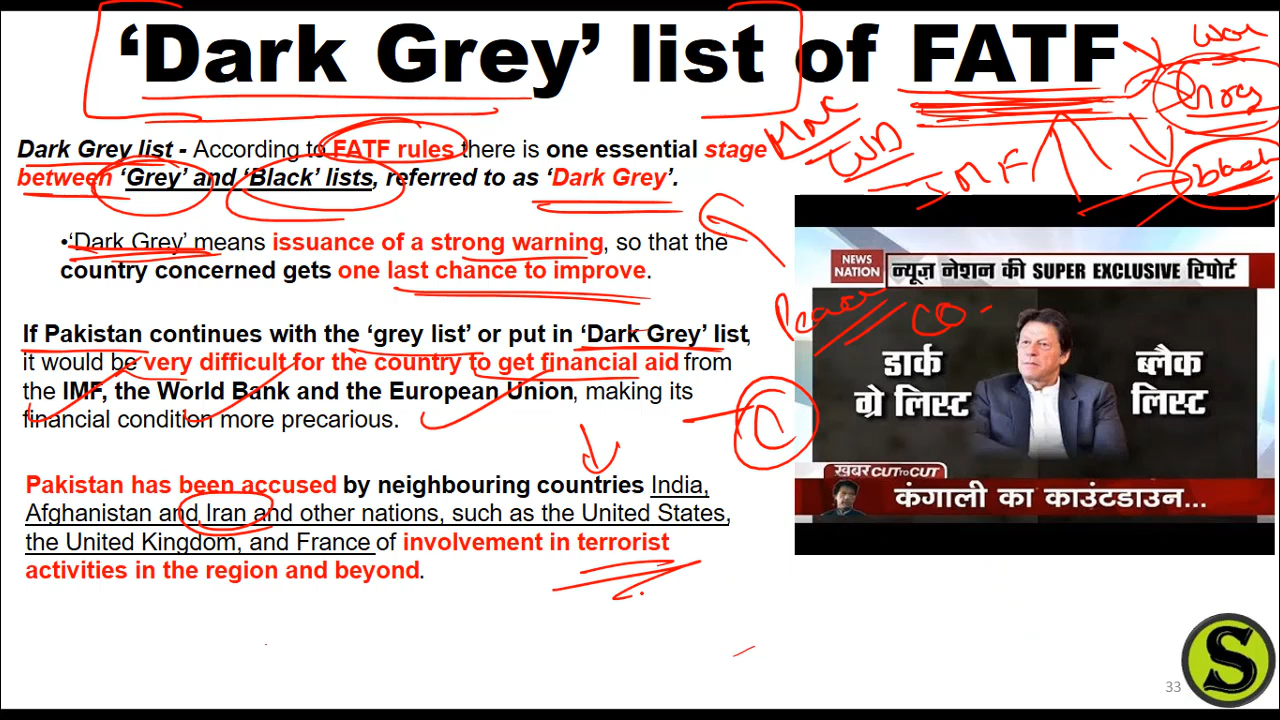 ‘Dark Grey’ list of FATF
Dark Grey list - According to FATF rules there is one essential stage
between ‘Grey’ and ‘Black’ lists, referred to as ‘Dark Grey’.
•‘Dark Grey’ means issuance of a strong warning, so that the
country concerned gets one last chance to improve.
If Pakistan continues with the ‘grey list’ or put in ‘Dark Grey’ list,
it would be very difficult for the country to get financial aid from
the IMF, the World Bank and the European Union, making its
financial condition more precarious.
Pakistan has been accused by neighbouring countries India,
Afghanistan and Iran and other nations, such as the United States,
the United Kingdom, and France of involvement in terrorist
activities in the region and beyond.
MNC
WB
IMF
NEWS
NATION
न्यूज़ नेशन की SUPER EXCLUSIVE रिपोर्ट
डार्क
ग्रे लिस्ट
ब्लैक
लिस्ट
खबर CUT TO CUT
कंगाली का काउंटडाउन...
33
S